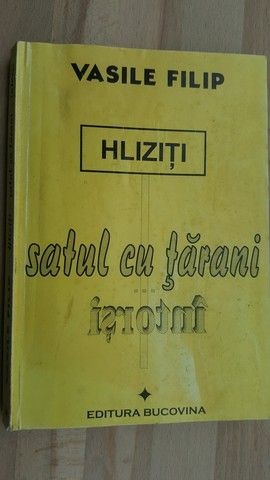 VASILE FILIP
HLIZIȚI
satul cu țărani
...
întorși
EDITURA BUCOVINA